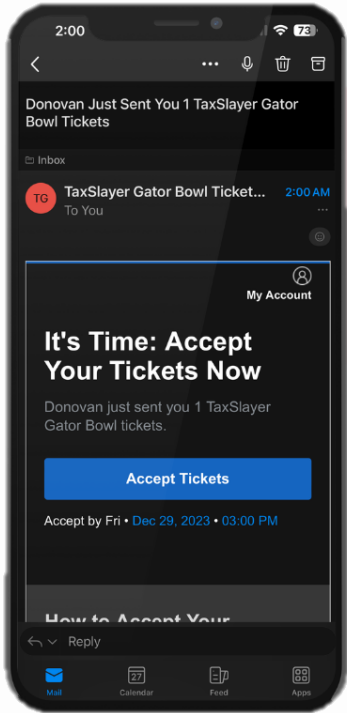 2:00
73
Donovan Just Sent You 1 TaxSlayer Gator
Bowl Tickets
Inbox
TG
TaxSlayer Gator Bowl Ticket...
2:00 AM
To You
My Account
It's Time: Accept
Your Tickets Now
Donovan just sent you 1 TaxSlayer
Gator Bowl tickets.
Accept Tickets
Accept by Fri • Dec 29, 2023 • 03:00 PM
How to Accept Your
Reply
27
Mail
Calendar
Feed
Apps